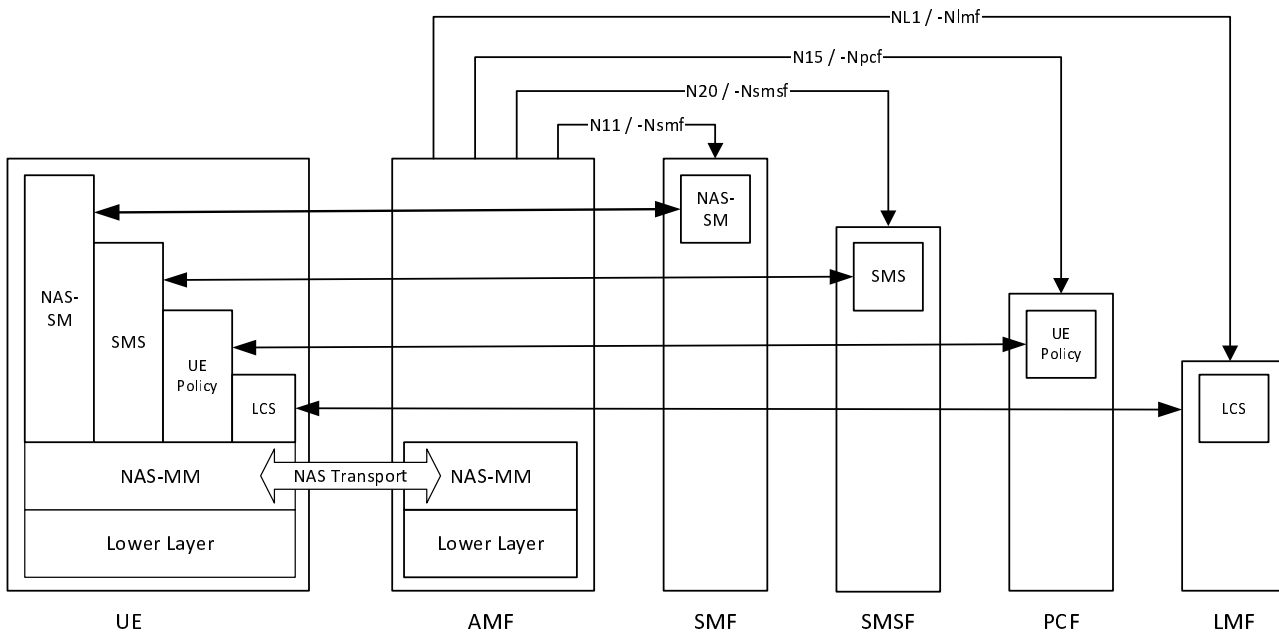 NL1 / -Nlmf
N15 / -Npcf
N20 / -Nsmsf
N11 / -Nsmf
NAS-
SM
SMS
UE
Policy
LCS
NAS-
SM
SMS
UE
Policy
LCS
NAS-MM
NAS Transport
NAS-MM
Lower Layer
Lower Layer
UE
AMF
SMF
SMSF
PCF
LMF